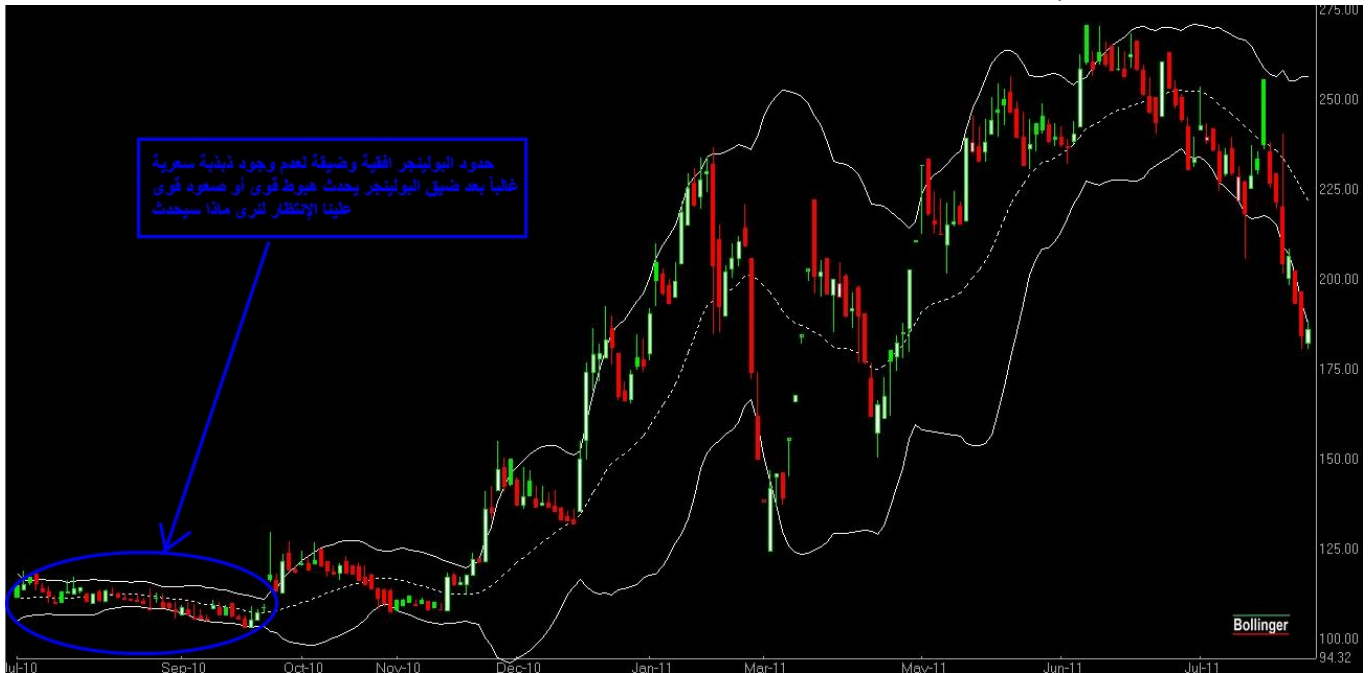 275.00
حدود البولينجر افقية وضيقة لعدم وجود ذبذبة سعرية
غالباً بعد ضيق البولينجر يحدث هبوط قوى أو صعود قوى
علينا الإنتظار لنرى ماذا سيحدث
250.00
225.00
200.00
175.00
150.00
125.00
Bollinger
100.00
94.32
ul-10 Sep-10 Oct-10 Nov-10 Dec-10 Jan-11 Mar-11 May-11 Jun-11 Jul-11